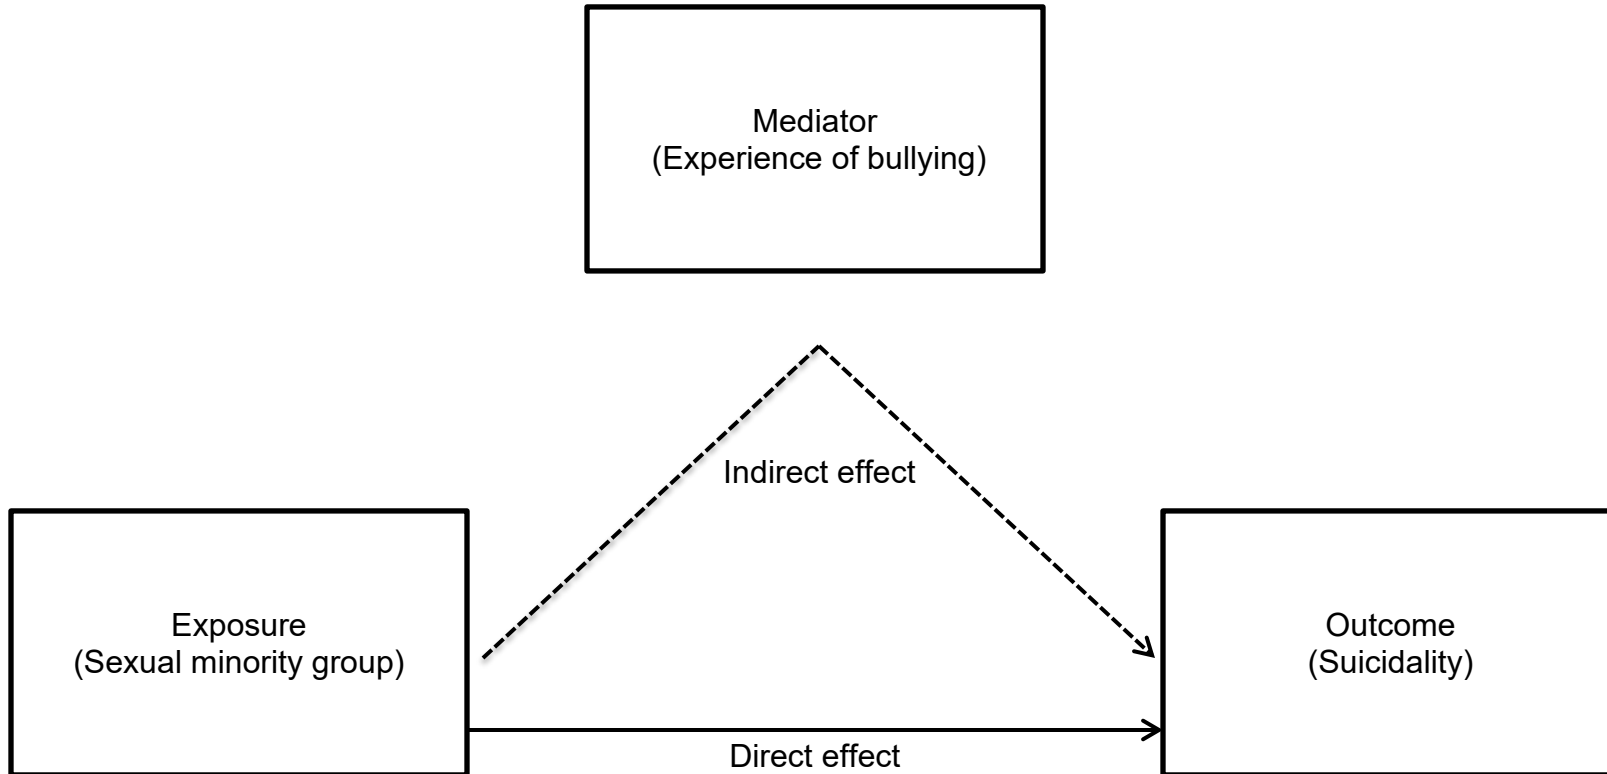 Mediator
(Experience of bullying)
Indirect effect
Exposure
(Sexual minority group)
Outcome
(Suicidality)
Direct effect